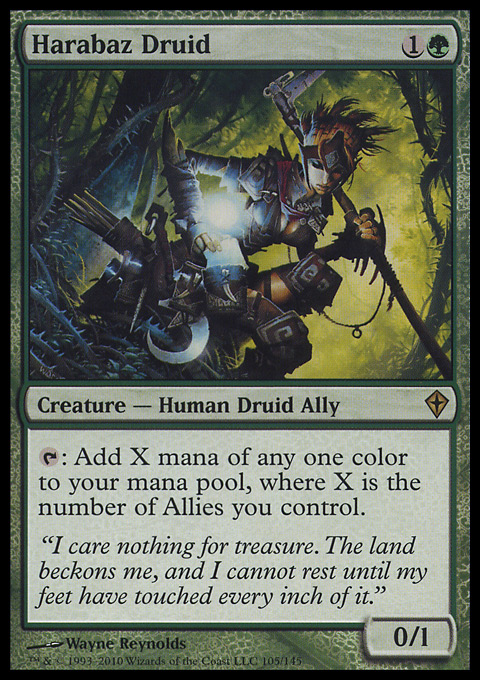 Harabaz Druid 1
Creature — Human Druid Ally
: Add X mana of any one color
to your mana pool, where X is the
number of Allies you control.
“I care nothing for treasure. The land
beckons me, and I cannot rest until my
feet have touched every inch of it.”
Wayne Reynolds
0/1
™ & © 1993–2010 Wizards of the Coast LLC 105/145